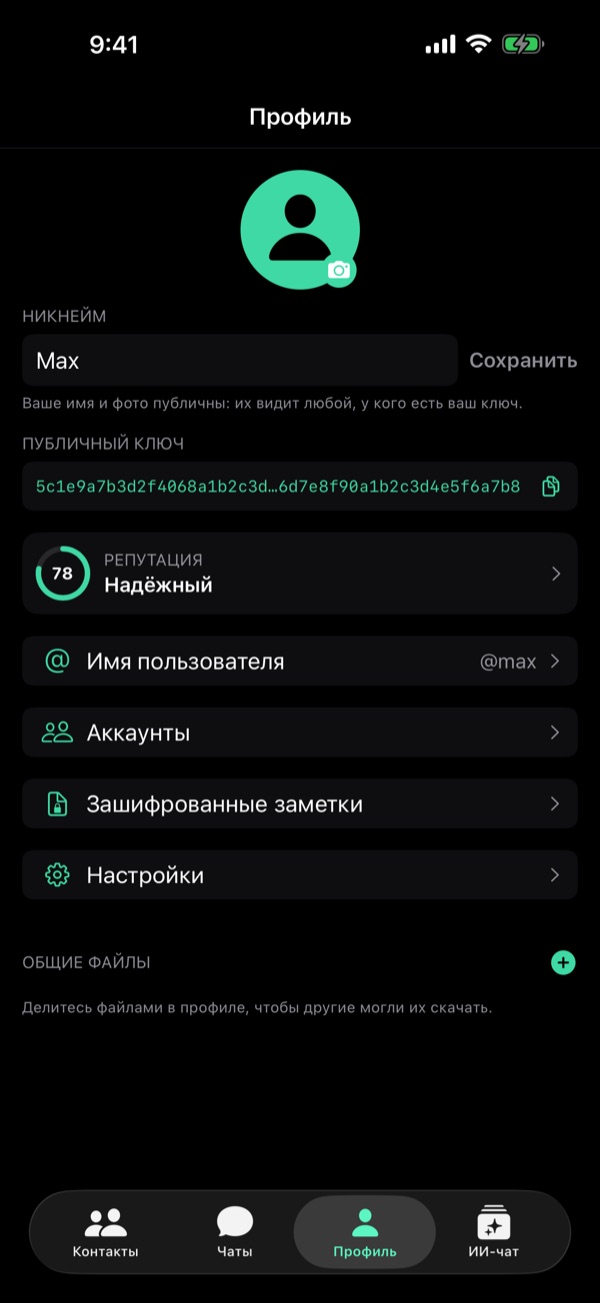 9:41
Профиль
НИКНЕЙМ
Max
Сохранить
Ваше имя и фото публичны: их видит любой, у кого есть ваш ключ.
ПУБЛИЧНЫЙ КЛЮЧ
5c1e9a7b3d2f4068a1b2c3d…6d7e8f90a1b2c3d4e5f6a7b8
78
РЕПУТАЦИЯ
Надёжный
Имя пользователя
@max
Аккаунты
Зашифрованные заметки
Настройки
ОБЩИЕ ФАЙЛЫ
Делитесь файлами в профиле, чтобы другие могли их скачать.
Контакты
Чаты
Профиль
ИИ-чат